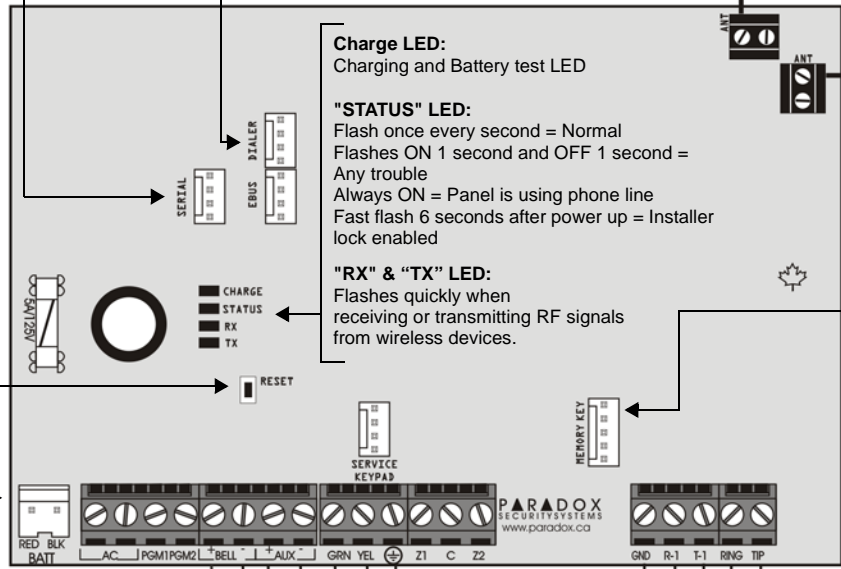 ANT
ANT
Charge LED:
Charging and Battery test LED
"STATUS" LED:
Flash once every second = Normal
Flashes ON 1 second and OFF 1 second =
Any trouble
Always ON = Panel is using phone line
Fast flash 6 seconds after power up = Installer
lock enabled
"RX" & “TX” LED:
Flashes quickly when
receiving or transmitting RF signals
from wireless devices.
DIALER
SERIAL
EBUS
5A/125V
CHARGE
STATUS
RX
TX
RESET
MEMORY KEY
SERVICE
KEYPAD
PARADOX
SECURITYSYSTEMS
www.paradox.ca
RED BLK
BATT
AC PGM1 PGM2 + BELL - + AUX - GRN YEL Z1 C Z2 GND R-1 T-1 RING TIP